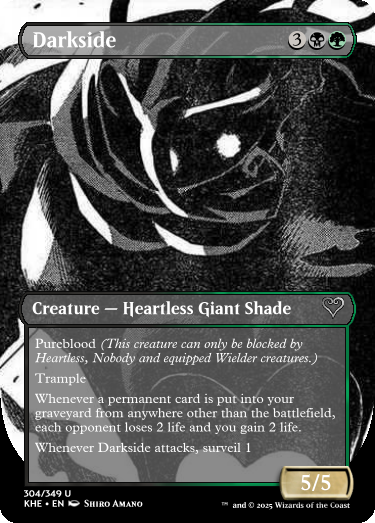 Darkside 3
Creature — Heartless Giant Shade
Pureblood (This creature can only be blocked by
Heartless, Nobody and equipped Wielder creatures.)
Trample
Whenever a permanent card is put into your
graveyard from anywhere other than the battlefield,
each opponent loses 2 life and you gain 2 life.
Whenever Darkside attacks, surveil 1
5/5
304/349 U
KHE • EN Shiro Amano
™ and © 2025 Wizards of the Coast